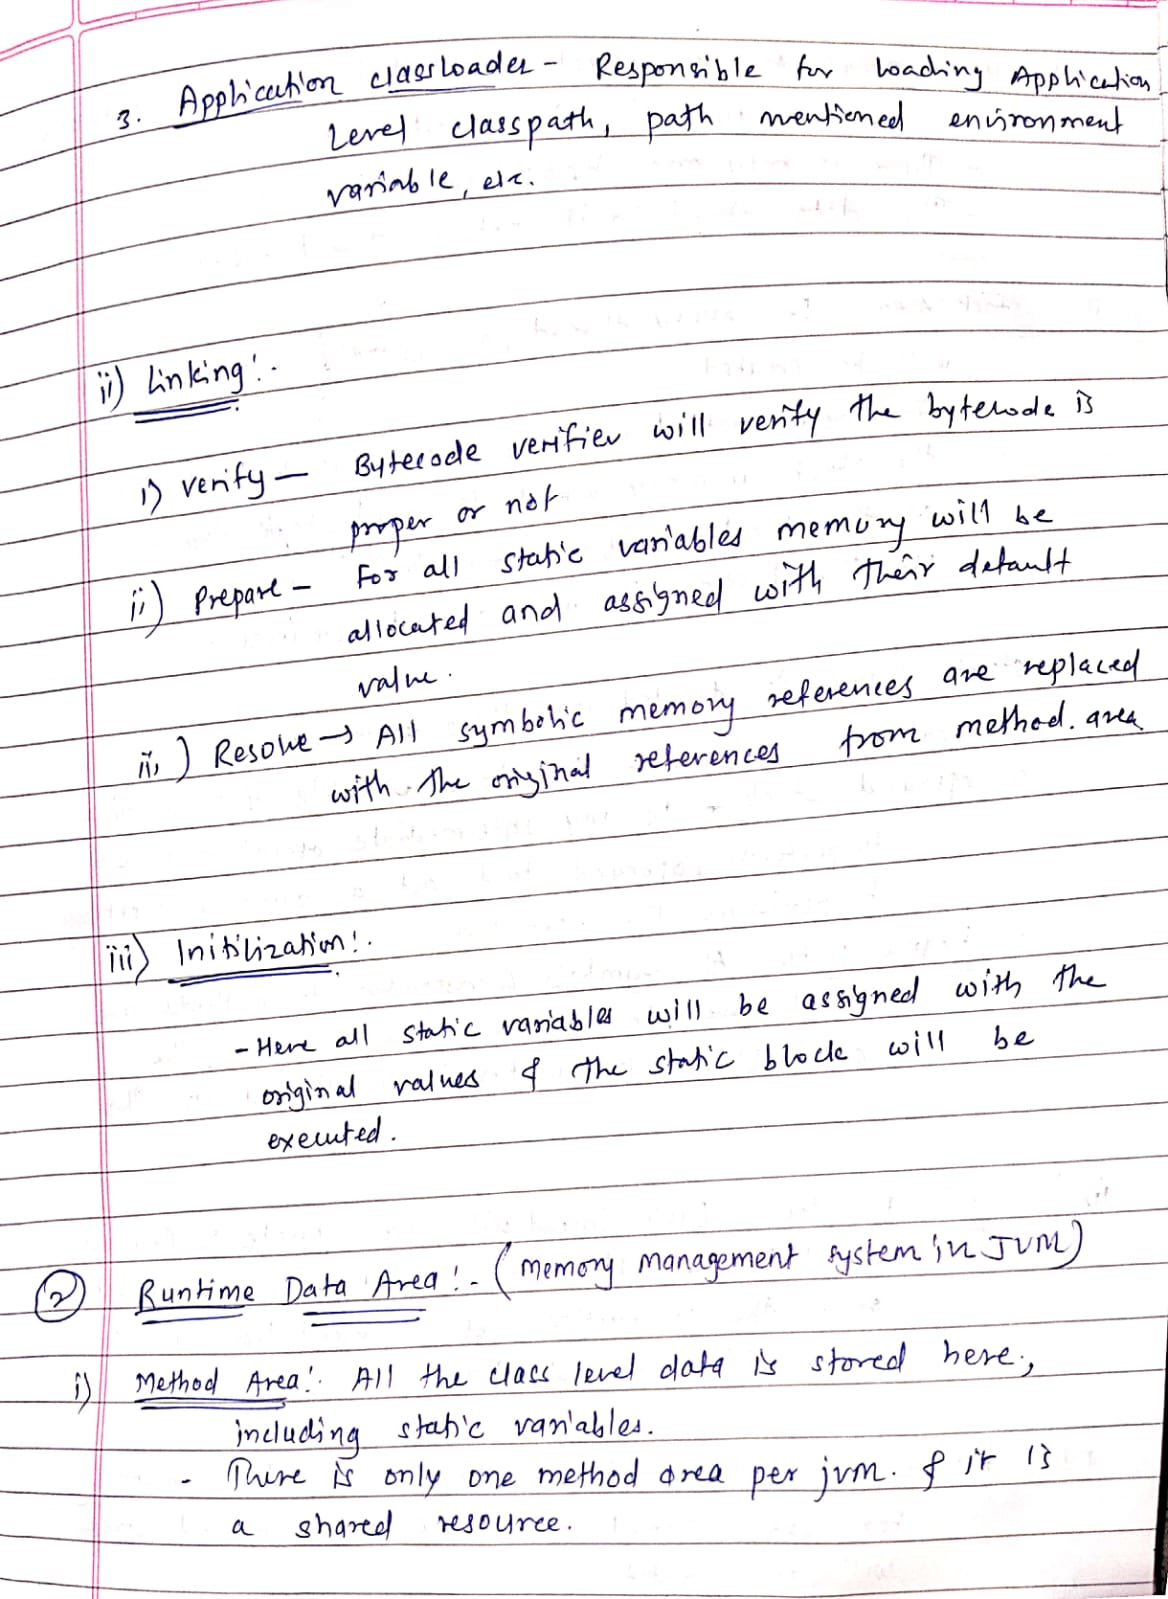 3. Application classloader - Responsible for loading Application
Level classpath, path mentioned environment
variable, etc.
ii) Linking:-
i) verify - Bytecode verifier will verify the bytecode is
proper or not
ii) Prepare - For all static variables memory will be
allocated and assigned with their default
value.
iii) Resolve → All symbolic memory references are replaced
with the original references from method area
iii) Initilization:-
- Here all static variables will be assigned with the
original values & the static block will be
executed.
② Runtime Data Area:- (Memory Management system in JVM)
i) Method Area: All the class level data is stored here,
including static variables.
- There is only one method area per jvm. & it is
a shared resource.